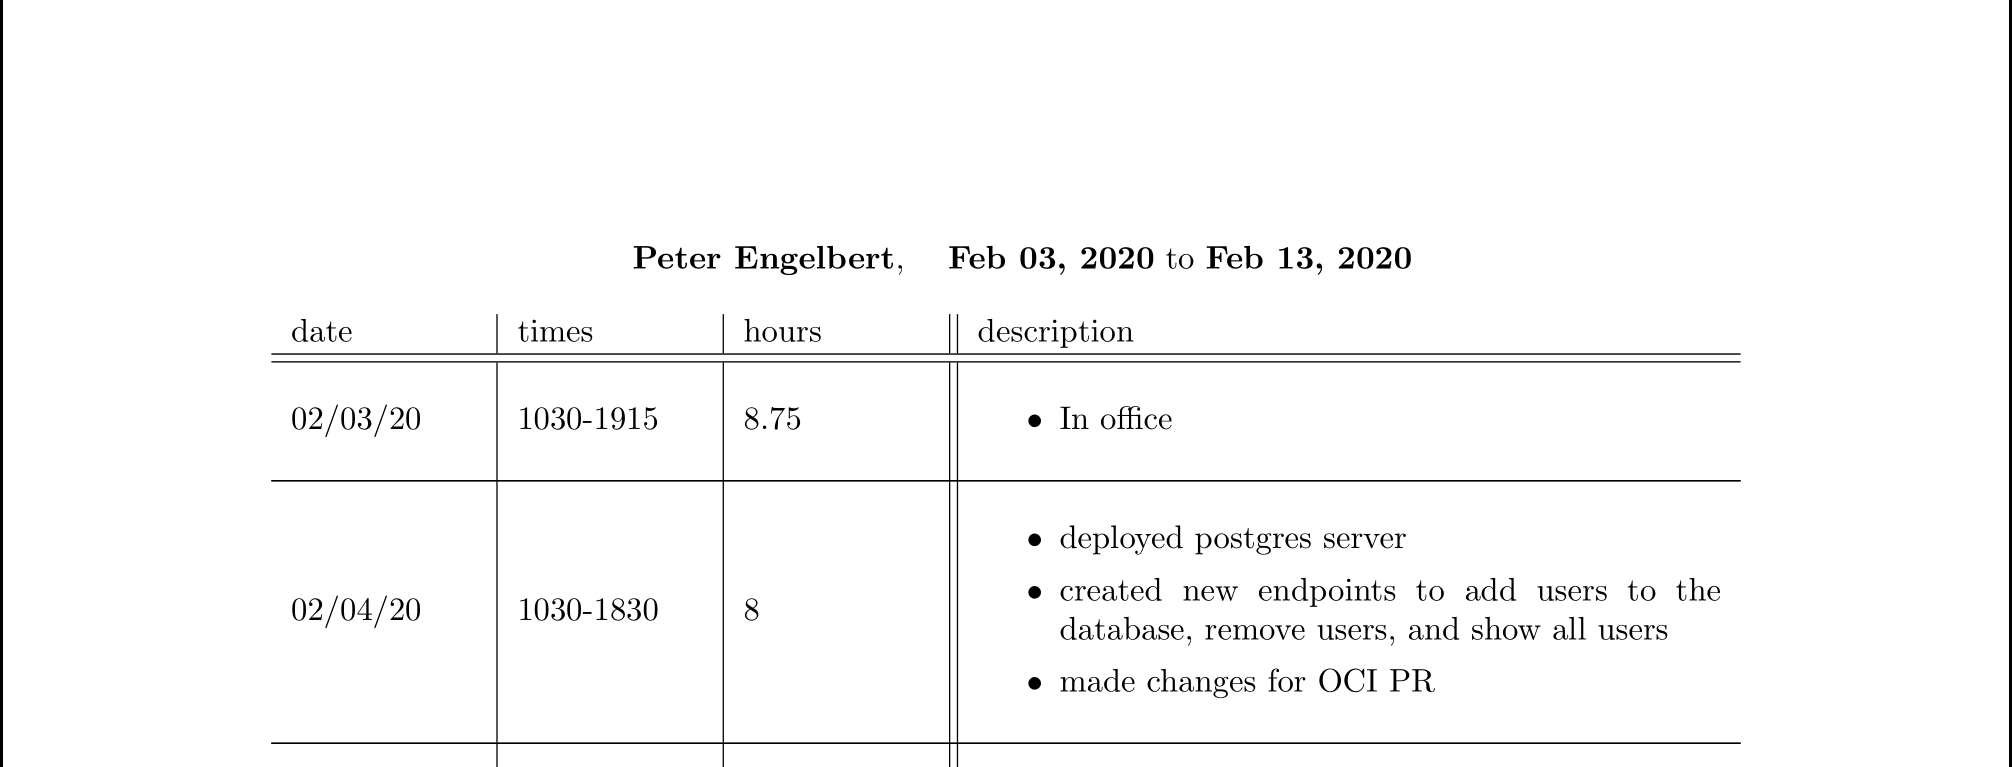 Peter Engelbert, Feb 03, 2020 to Feb 13, 2020
date times hours description
02/03/20 1030-1915 8.75 • In office
• deployed postgres server
02/04/20 1030-1830 8 • created new endpoints to add users to the
database, remove users, and show all users
• made changes for OCI PR